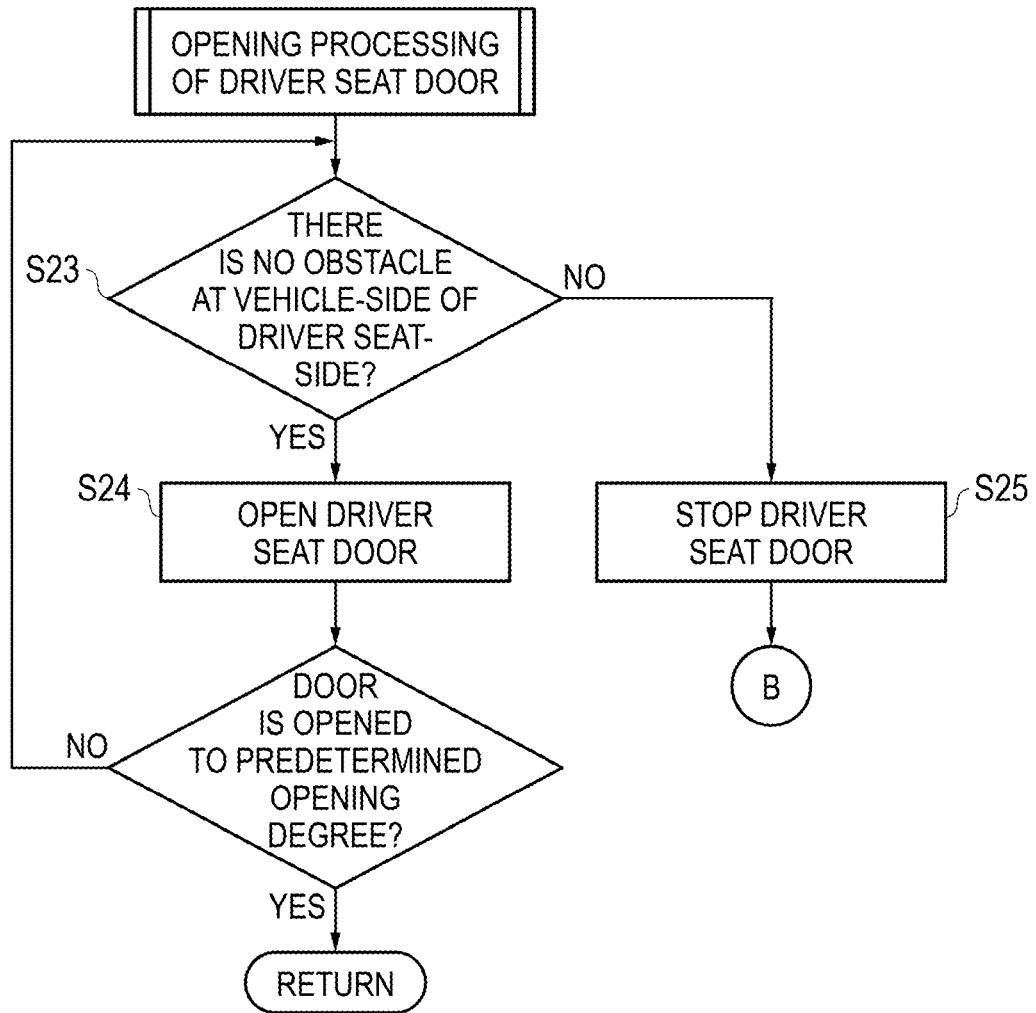 OPENING PROCESSING
OF DRIVER SEAT DOOR
THERE
IS NO OBSTACLE
AT VEHICLE-SIDE OF
DRIVER SEAT-
SIDE?
S23
NO
YES
S24
OPEN DRIVER
SEAT DOOR
STOP DRIVER
SEAT DOOR
S25
B
DOOR
IS OPENED
TO PREDETERMINED
OPENING
DEGREE?
NO
YES
RETURN